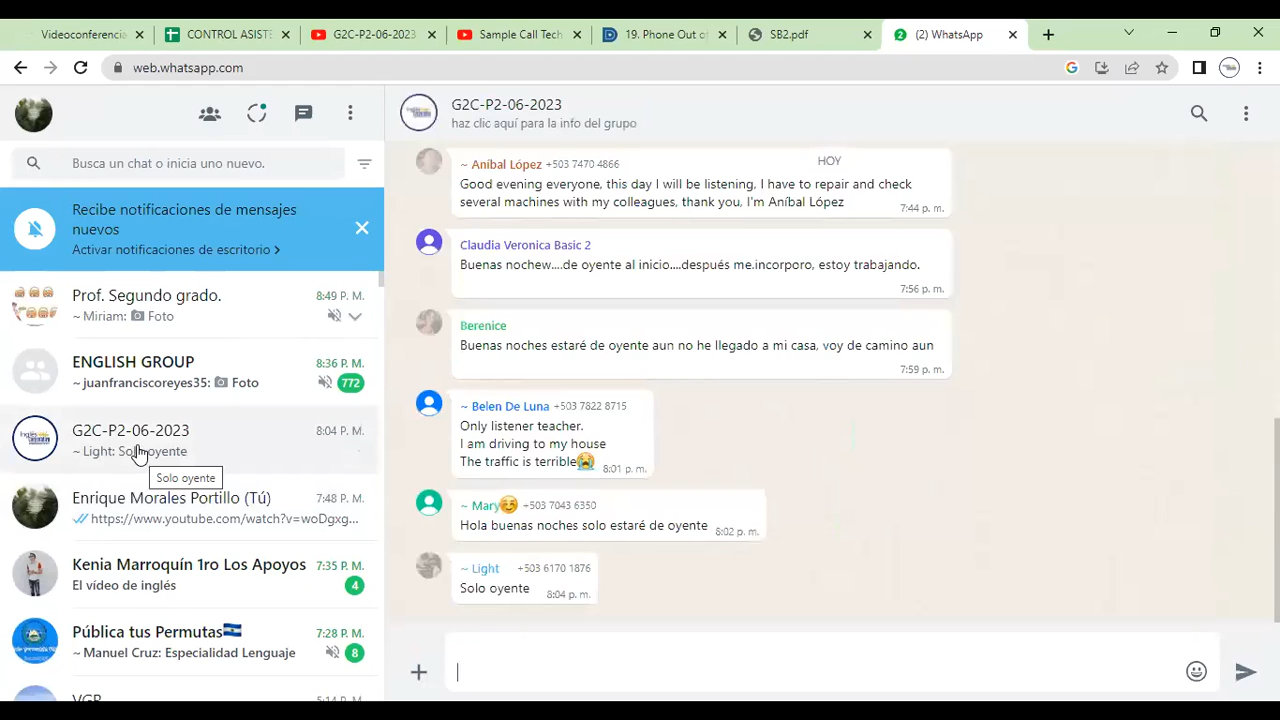 Videoconferencia
CONTROL ASISTE
G2C-P2-06-2023
Sample Call Tech
19. Phone Out of
SB2.pdf
2 (2) WhatsApp
web.whatsapp.com
Busca un chat o inicia uno nuevo.
Recibe notificaciones de mensajes
nuevos
Activar notificaciones de escritorio >
Prof. Segundo grado. 8:49 P. M.
~ Miriam: Foto
ENGLISH GROUP 8:36 P. M.
~ juanfranciscoreyes35: Foto 772
G2C-P2-06-2023 8:04 P. M.
~ Light: Solo oyente
Solo oyente
Enrique Morales Portillo (Tú) 7:48 P. M.
https://www.youtube.com/watch?v=woDgxg...
Kenia Marroquín 1ro Los Apoyos 7:35 P. M.
El vídeo de inglés 4
Pública tus Permutas🇸🇻 7:28 P. M.
~ Manuel Cruz: Especialidad Lenguaje 8
VGP 5:14 P. M.
G2C-P2-06-2023
haz clic aquí para la info del grupo
HOY
~ Aníbal López +503 7470 4866
Good evening everyone, this day I will be listening, I have to repair and check
several machines with my colleagues, thank you, I'm Aníbal López
7:44 p. m.
Claudia Veronica Basic 2
Buenas nochew....de oyente al inicio....después me.incorporo, estoy trabajando.
7:56 p. m.
Berenice
Buenas noches estaré de oyente aun no he llegado a mi casa, voy de camino aun
7:59 p. m.
~ Belen De Luna +503 7822 8715
Only listener teacher.
I am driving to my house
The traffic is terrible😭 8:01 p. m.
~ Mary☺️ +503 7043 6350
Hola buenas noches solo estaré de oyente 8:02 p. m.
~ Light +503 6170 1876
Solo oyente 8:04 p. m.